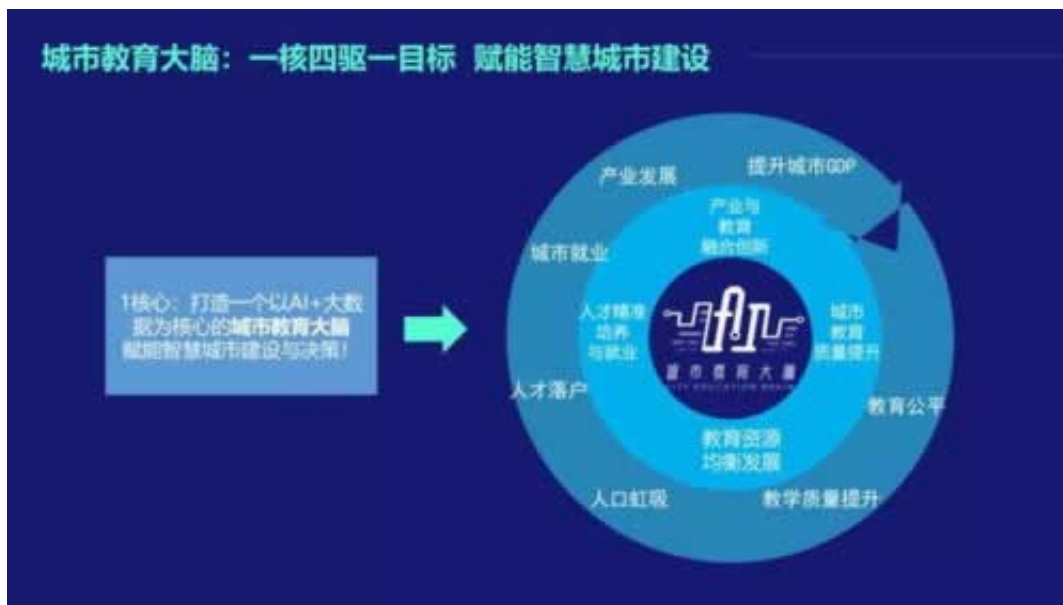 城市教育大脑：一核四驱一目标 赋能智慧城市建设
1核心：打造一个以AI+大数
据为核心的城市教育大脑
赋能智慧城市建设与决策！
产业发展
提升城市GDP
城市就业
人才落户
人口虹吸
教学质量提升
教育公平
产业与
教育
融合创新
人才精准
培养
与就业
城市
教育
质量提升
教育资源
均衡发展
城市教育大脑
CITY EDUCATION BRAIN